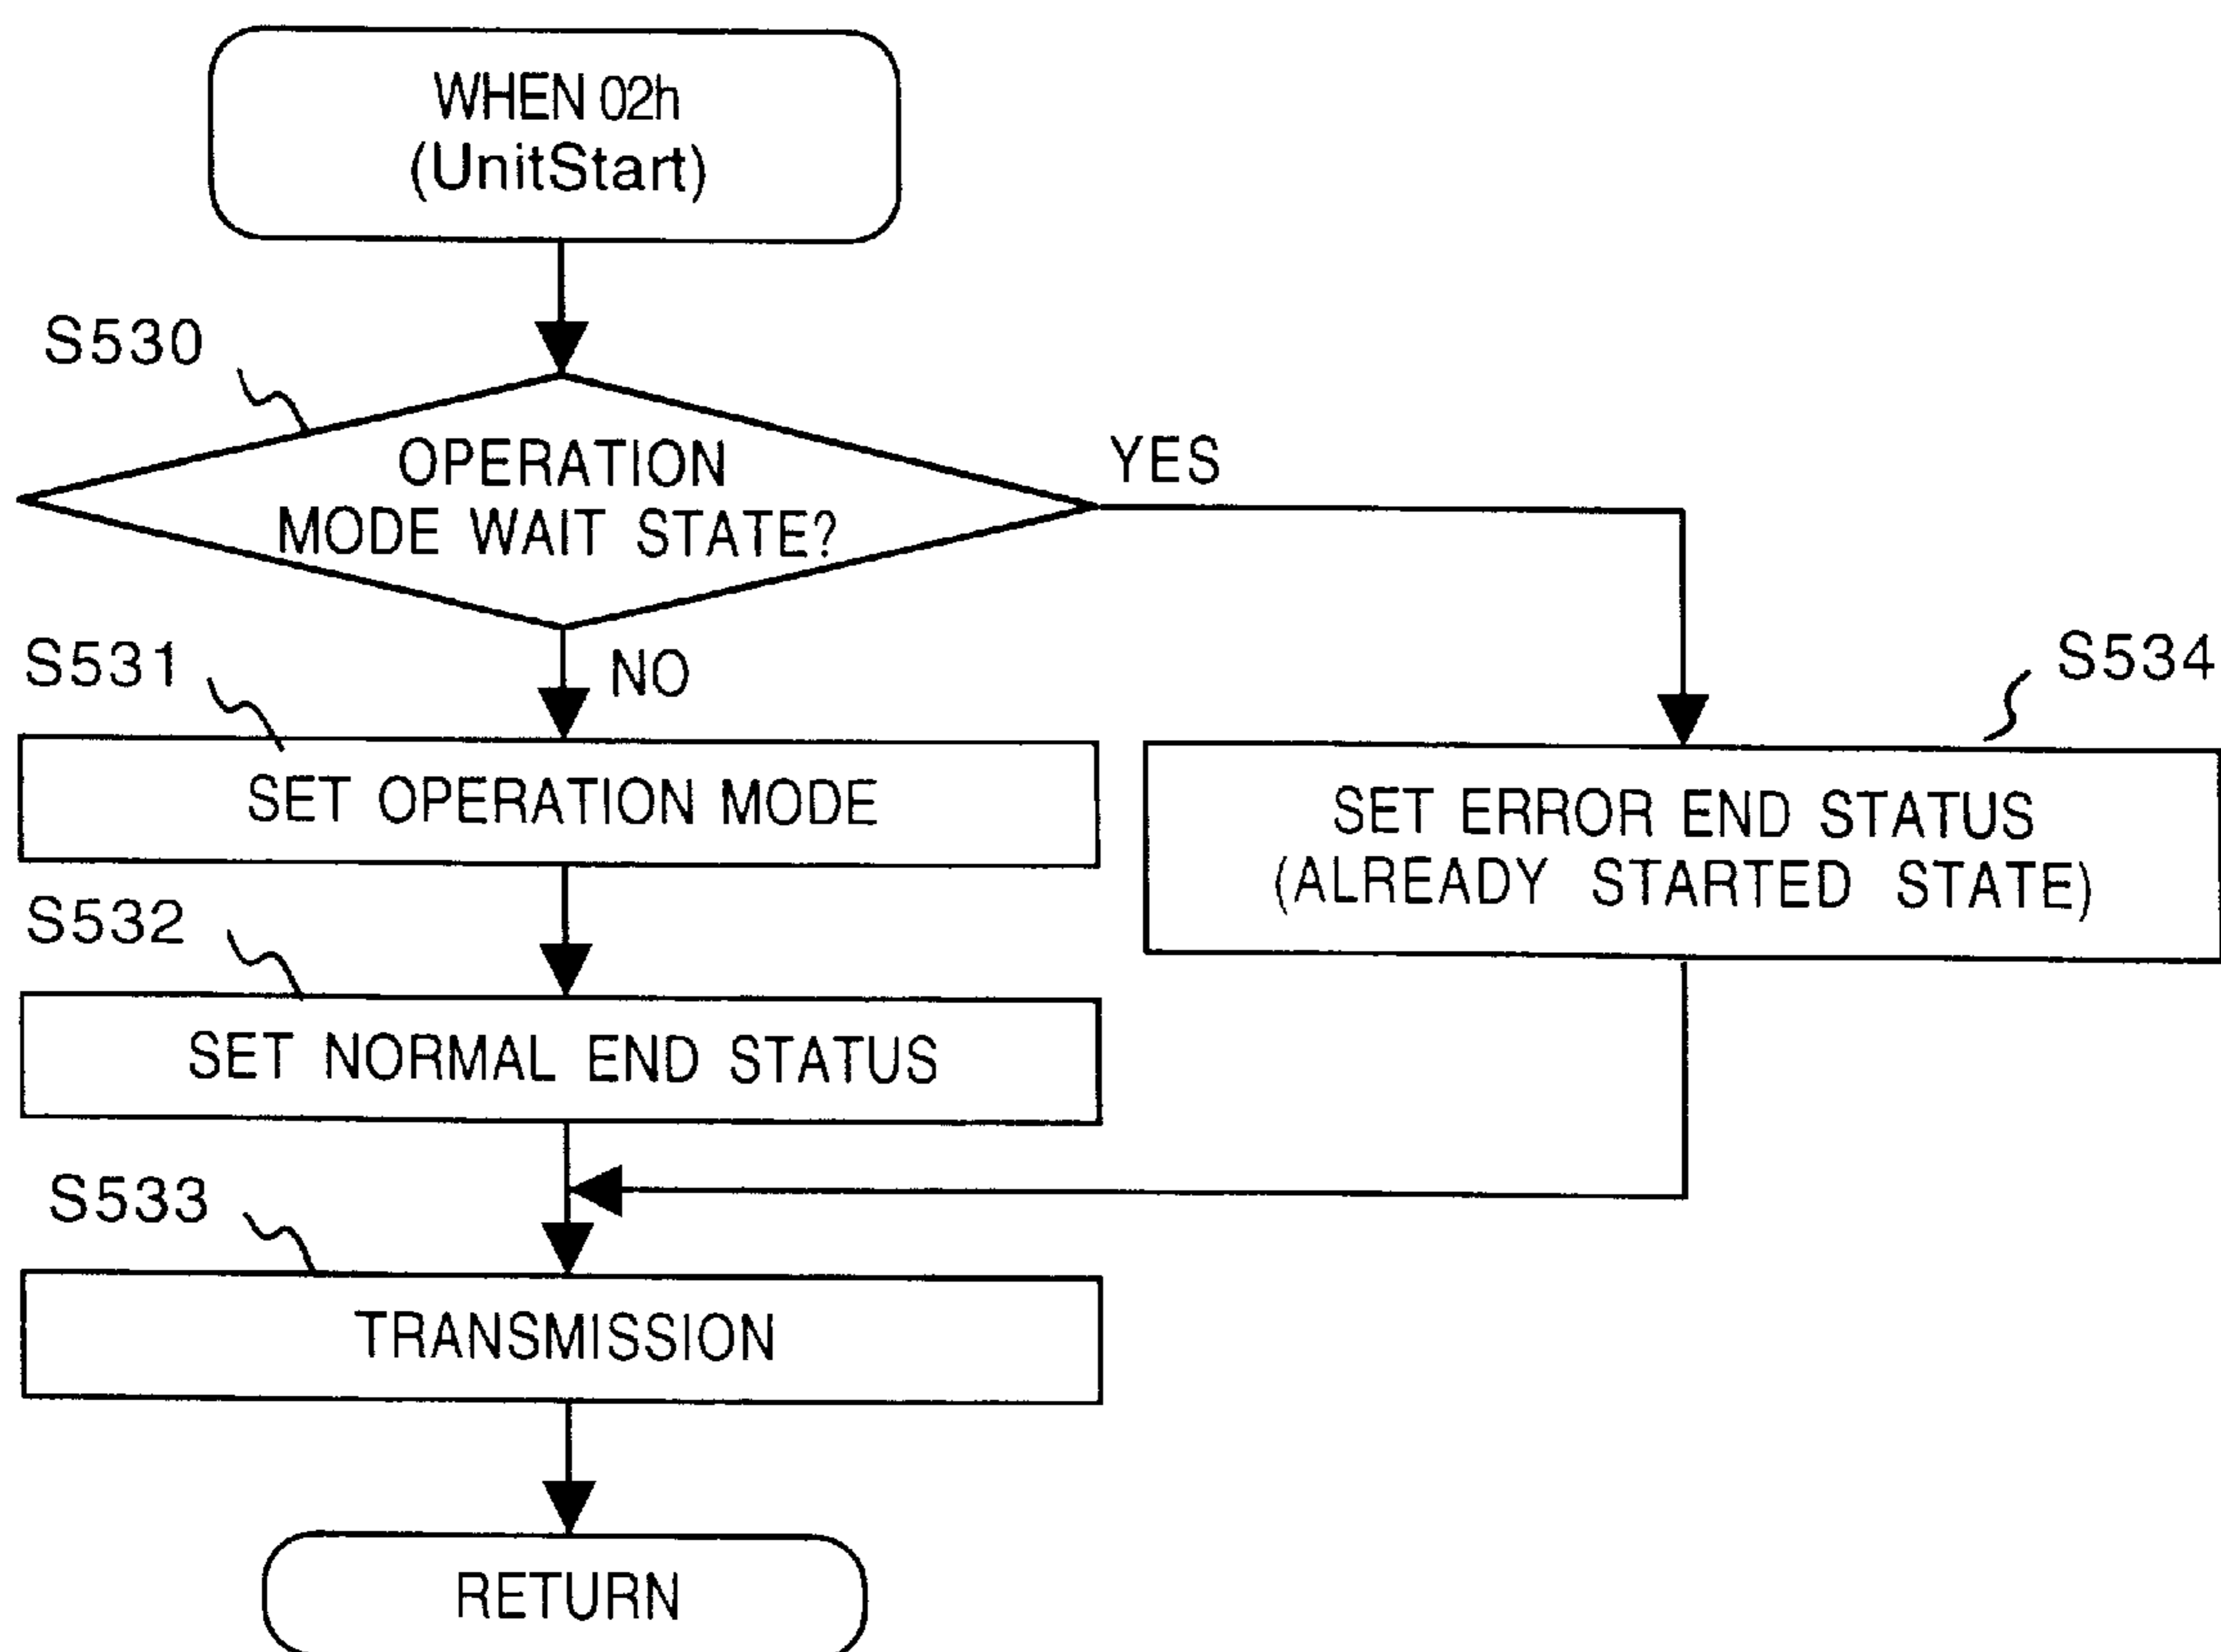 WHEN 02h
(UnitStart)
S530
OPERATION
MODE WAIT STATE?
YES
S531
NO
S534
SET OPERATION MODE
SET ERROR END STATUS
(ALREADY STARTED STATE)
S532
SET NORMAL END STATUS
S533
TRANSMISSION
RETURN